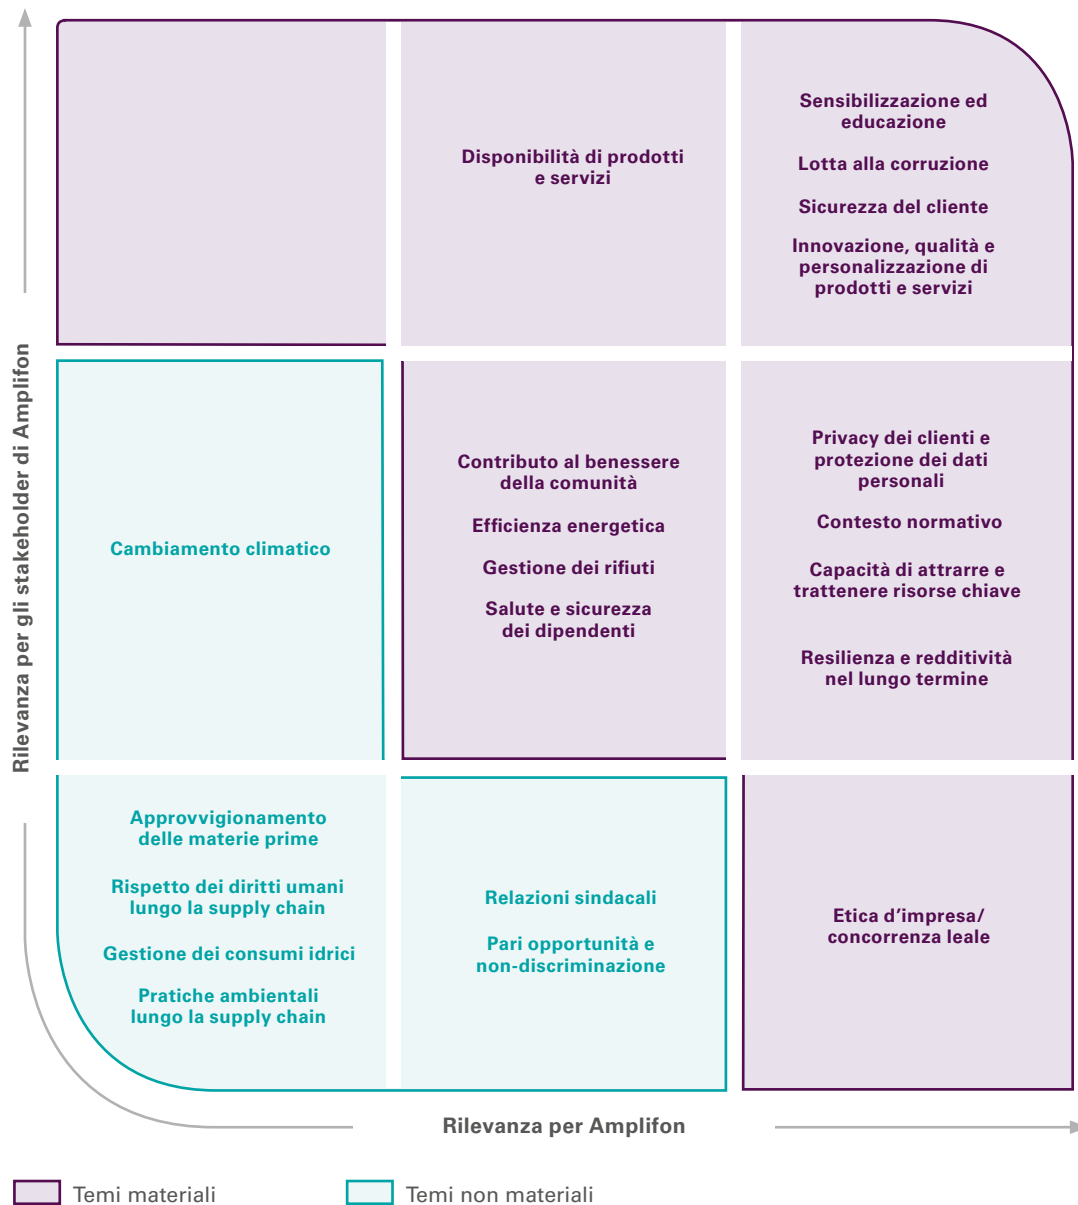 Rilevanza per gli stakeholder di Amplifon
Disponibilità di prodotti
e servizi
Sensibilizzazione ed
educazione
Lotta alla corruzione
Sicurezza del cliente
Innovazione, qualità e
personalizzazione di
prodotti e servizi
Cambiamento climatico
Contributo al benessere
della comunità
Efficienza energetica
Gestione dei rifiuti
Salute e sicurezza
dei dipendenti
Privacy dei clienti e
protezione dei dati
personali
Contesto normativo
Capacità di attrarre e
trattenere risorse chiave
Resilienza e redditività
nel lungo termine
Approvvigionamento
delle materie prime
Rispetto dei diritti umani
lungo la supply chain
Gestione dei consumi idrici
Pratiche ambientali
lungo la supply chain
Relazioni sindacali
Pari opportunità e
non-discriminazione
Etica d’impresa/
concorrenza leale
Rilevanza per Amplifon
Temi materiali
Temi non materiali